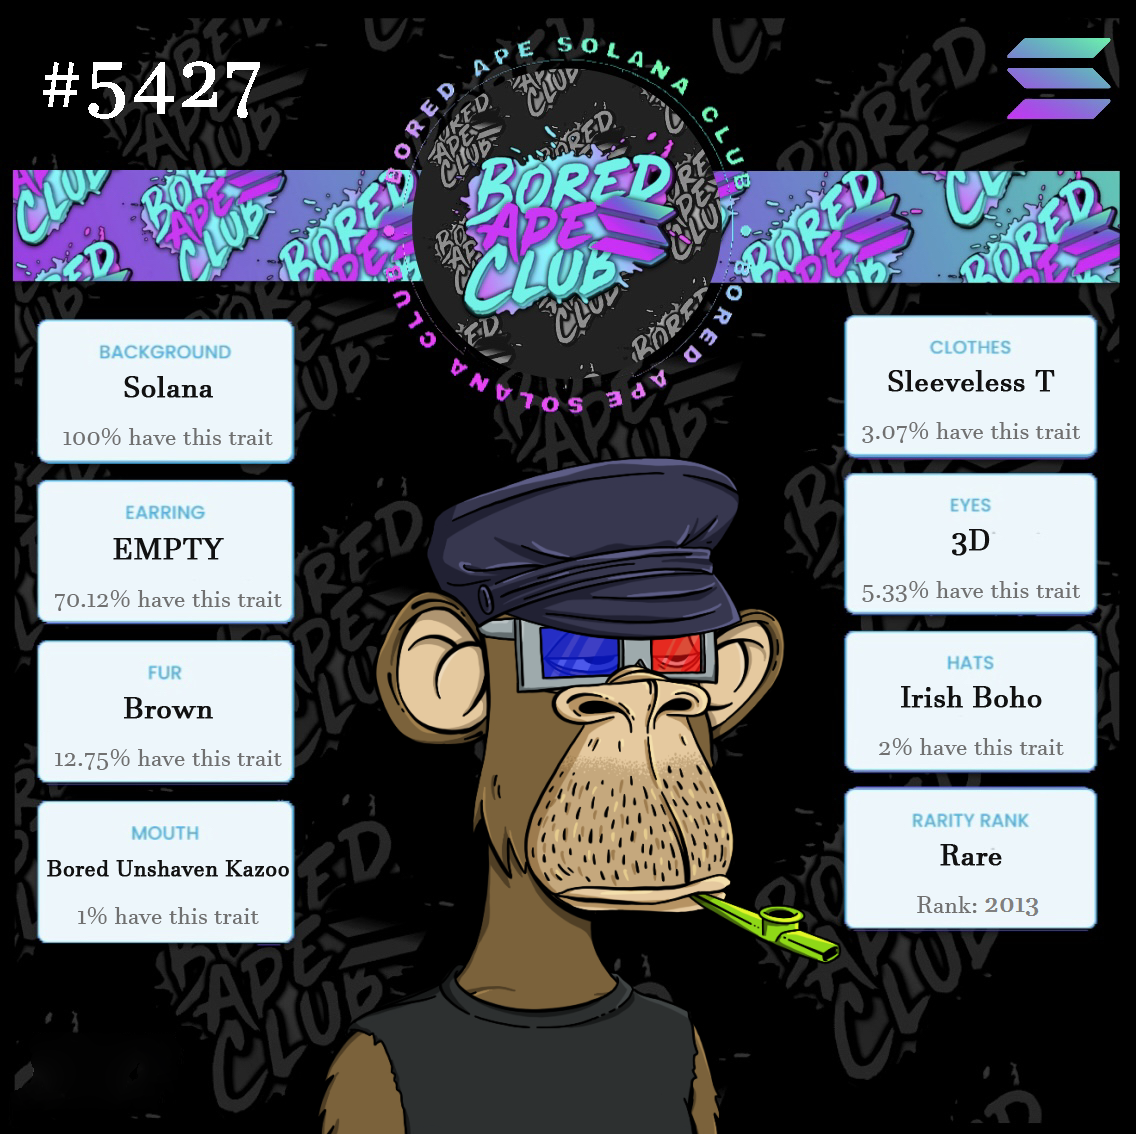 #5427
BORED APE SOLANA CLUB
BORED APE SOLANA CLUB
BORED
APE
CLUB
BACKGROUND
Solana
100% have this trait
EARRING
EMPTY
70.12% have this trait
FUR
Brown
12.75% have this trait
MOUTH
Bored Unshaven Kazoo
1% have this trait
CLOTHES
Sleeveless T
3.07% have this trait
EYES
3D
5.33% have this trait
HATS
Irish Boho
2% have this trait
RARITY RANK
Rare
Rank: 2013